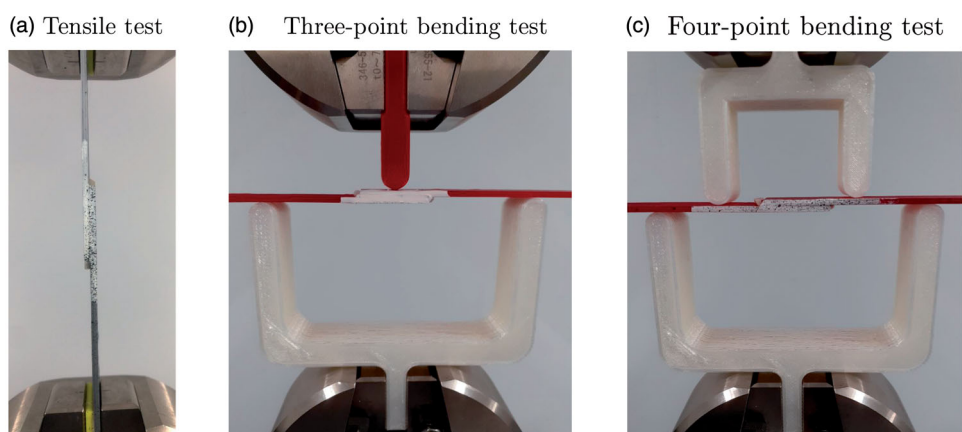 (a) Tensile test
(b) Three-point bending test
(c) Four-point bending test